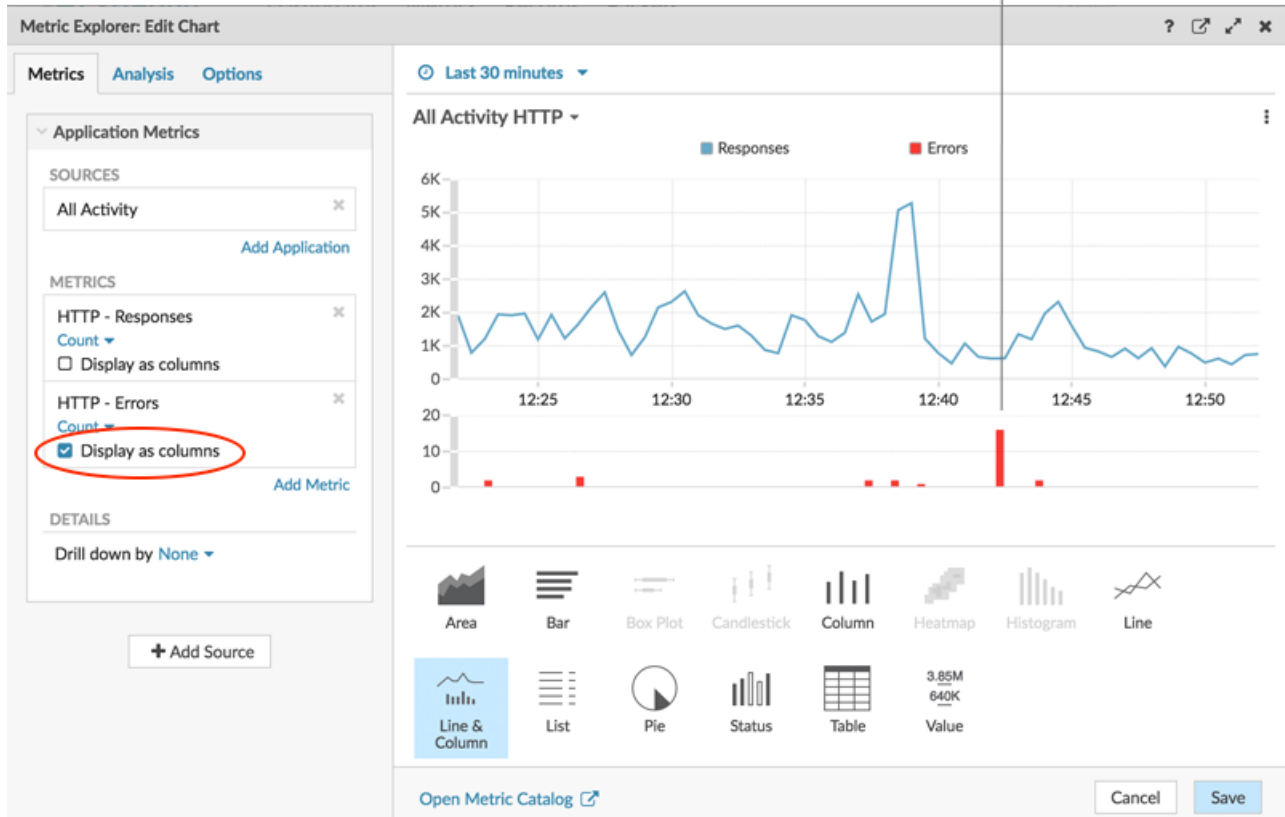 Metric Explorer: Edit Chart
?
Metrics Analysis Options
Last 30 minutes
Application Metrics
SOURCES
All Activity
Add Application
METRICS
HTTP - Responses
Count
Display as columns
HTTP - Errors
Count
Display as columns
Add Metric
DETAILS
Drill down by None
+ Add Source
All Activity HTTP
Responses Errors
6K
5K
4K
3K
2K
1K
0
12:25 12:30 12:35 12:40 12:45 12:50
20
10
0
Area Bar Box Plot Candlestick Column Heatmap Histogram Line
3.85M
640K
Line & Column List Pie Status Table Value
Open Metric Catalog
Cancel Save